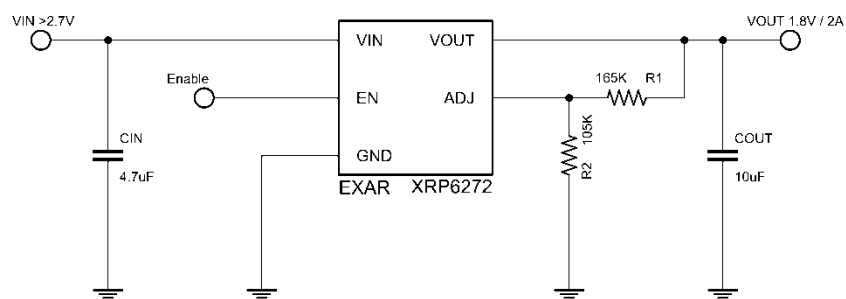 VIN >2.7V
VOUT 1.8V / 2A
VIN
VOUT
165K R1
Enable
EN
ADJ
105K
R2
CIN
4.7uF
GND
COUT
10uF
EXAR XRP6272